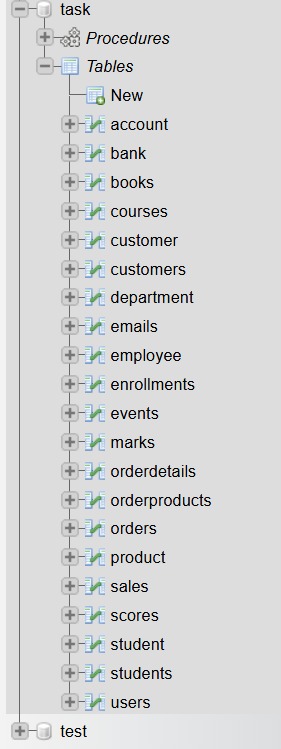 task
Procedures
Tables
New
account
bank
books
courses
customer
customers
department
emails
employee
enrollments
events
marks
orderdetails
orderproducts
orders
product
sales
scores
student
students
users
test